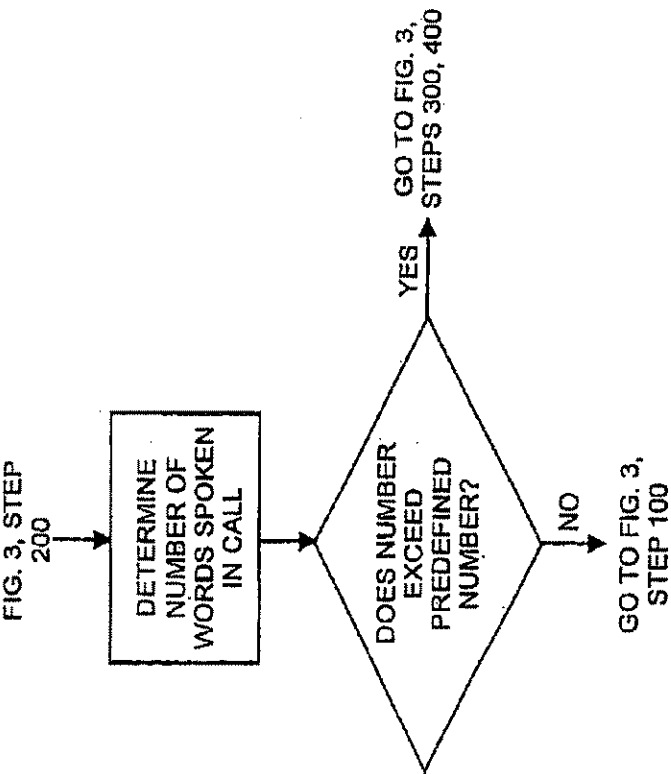 FIG. 3, STEP
200
DETERMINE
NUMBER OF
WORDS SPOKEN
IN CALL
DOES NUMBER
EXCEED
PREDEFINED
NUMBER?
YES
GO TO FIG. 3,
STEPS 300, 400
NO
GO TO FIG. 3,
STEP 100